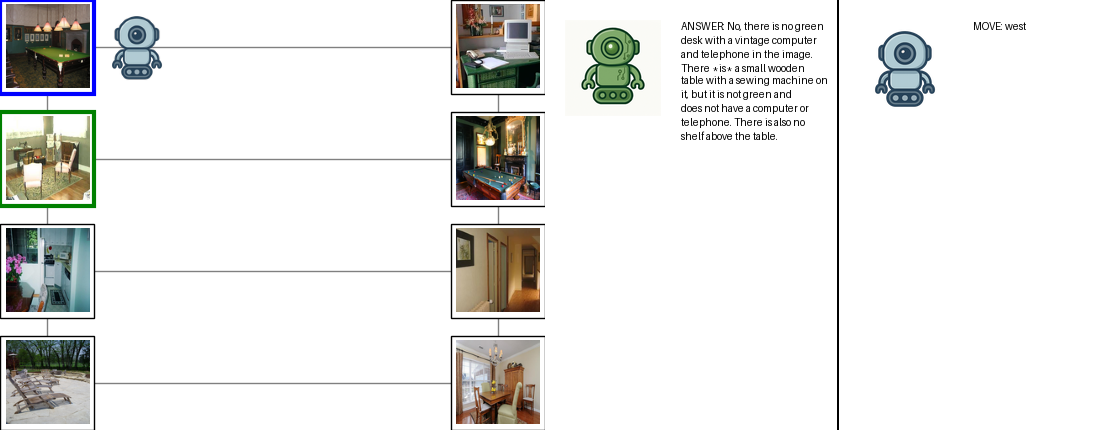 ANSWER: No, there is no green
desk with a vintage computer
and telephone in the image.
There *is* a small wooden
table with a sewing machine on
it, but it is not green and
does not have a computer or
telephone. There is also no
shelf above the table.
MOVE: west